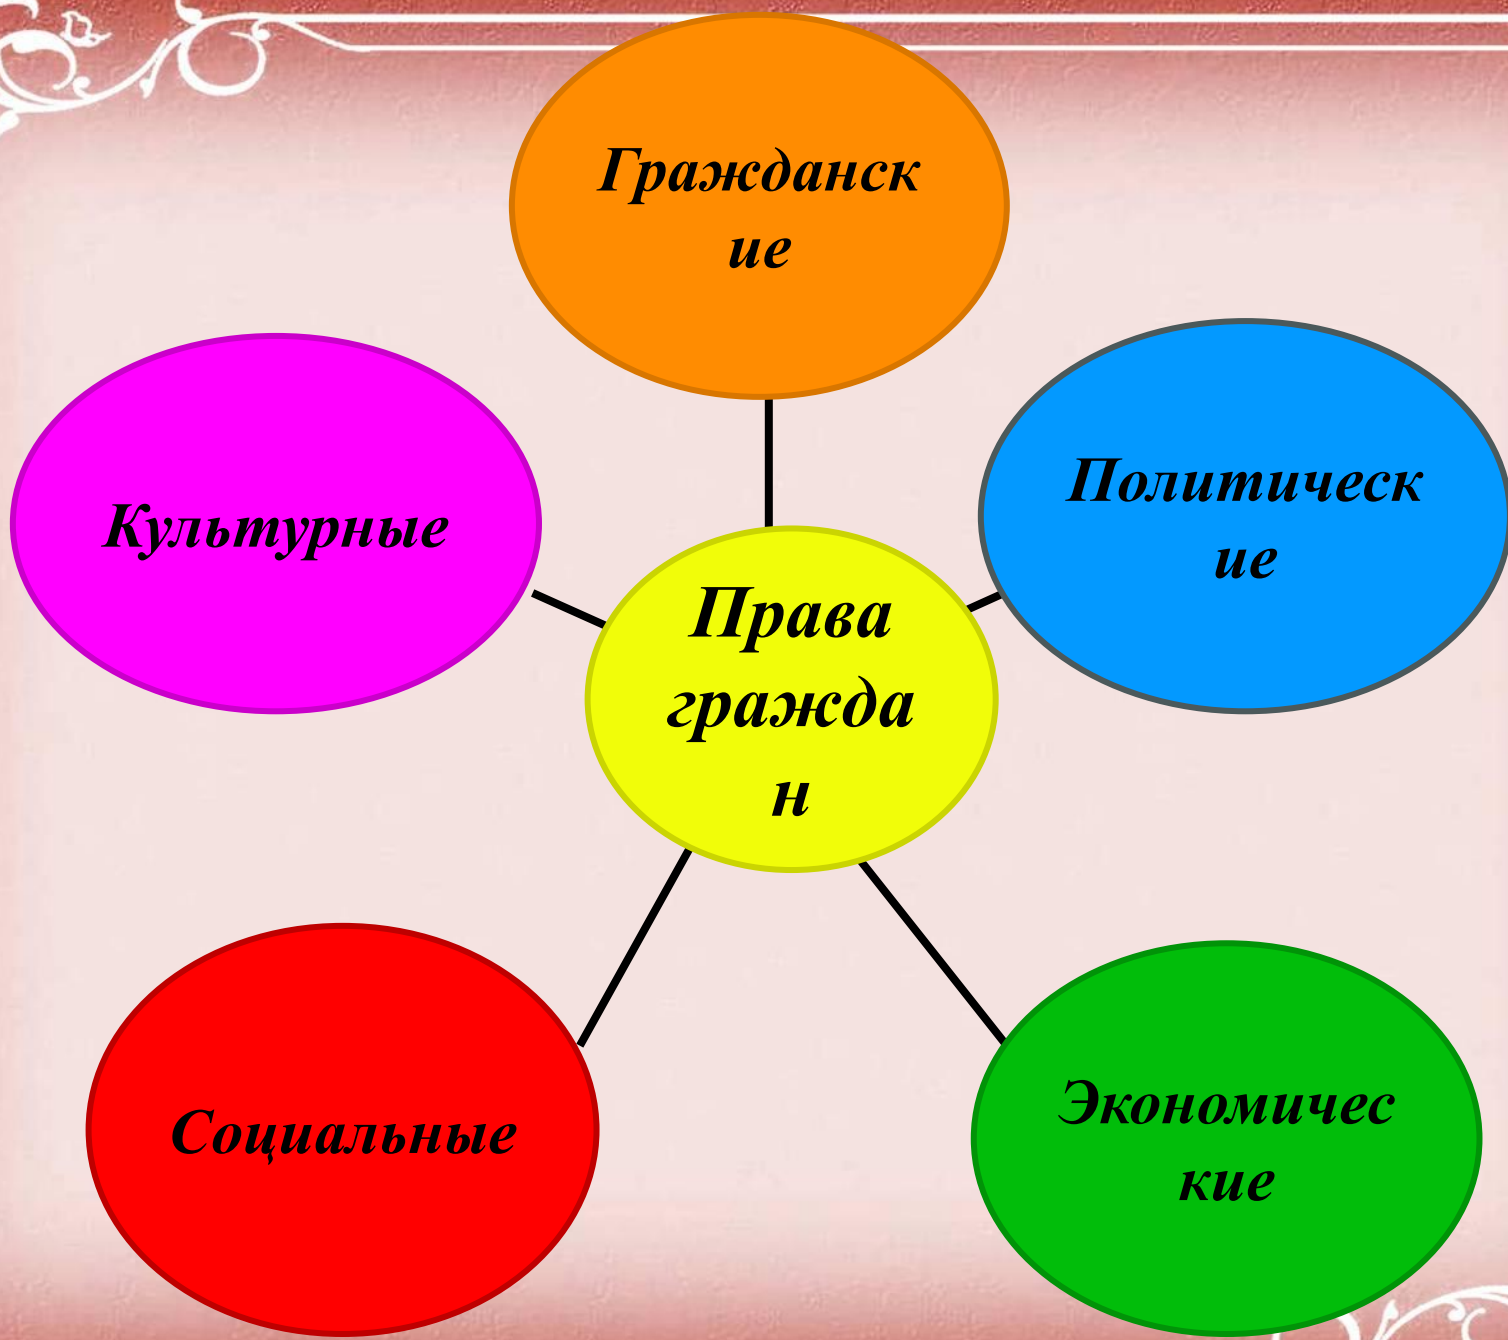 Гражданск
ие
Культурные
Политическ
ие
Права
гражда
н
Социальные
Экономичес
кие